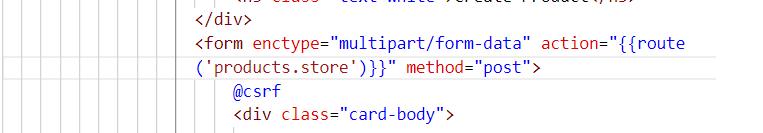 </div>
<form enctype="multipart/form-data" action="{{route
('products.store')}}" method="post">
@csrf
<div class="card-body">